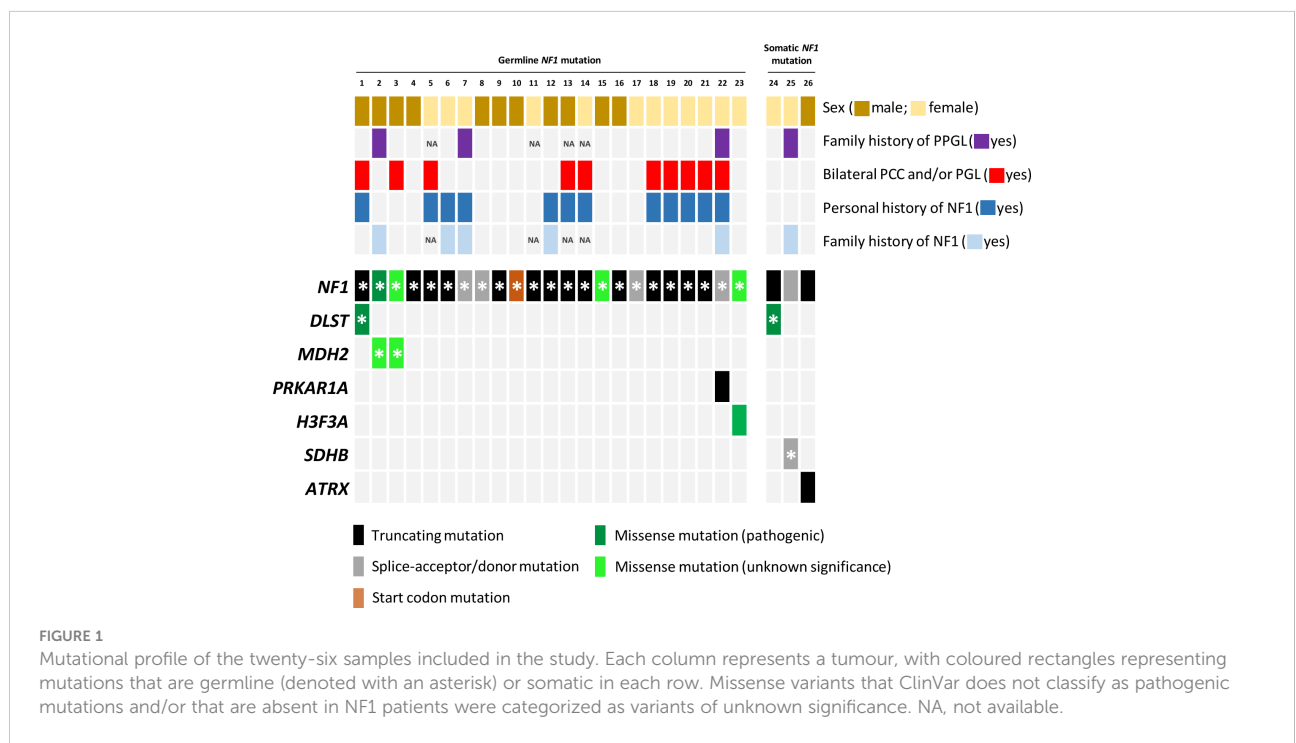 Germline NF1 mutation
Somatic NF1
mutation
1 2 3 4 5 6 7 8 9 10 11 12 13 14 15 16 17 18 19 20 21 22 23 24 25 26
Sex ( male; female)
NA NA NA NA Family history of PPGL ( yes)
Bilateral PCC and/or PGL ( yes)
Personal history of NF1 ( yes)
NA NA NA NA Family history of NF1 ( yes)
NF1 * * * * * * * * * * * * * * * * * * * * * * *
DLST * *
MDH2 * *
PRKAR1A
H3F3A
SDHB *
ATRX
Truncating mutation
Missense mutation (pathogenic)
Splice-acceptor/donor mutation
Missense mutation (unknown significance)
Start codon mutation
FIGURE 1
Mutational profile of the twenty-six samples included in the study. Each column represents a tumour, with coloured rectangles representing
mutations that are germline (denoted with an asterisk) or somatic in each row. Missense variants that ClinVar does not classify as pathogenic
mutations and/or that are absent in NF1 patients were categorized as variants of unknown significance. NA, not available.